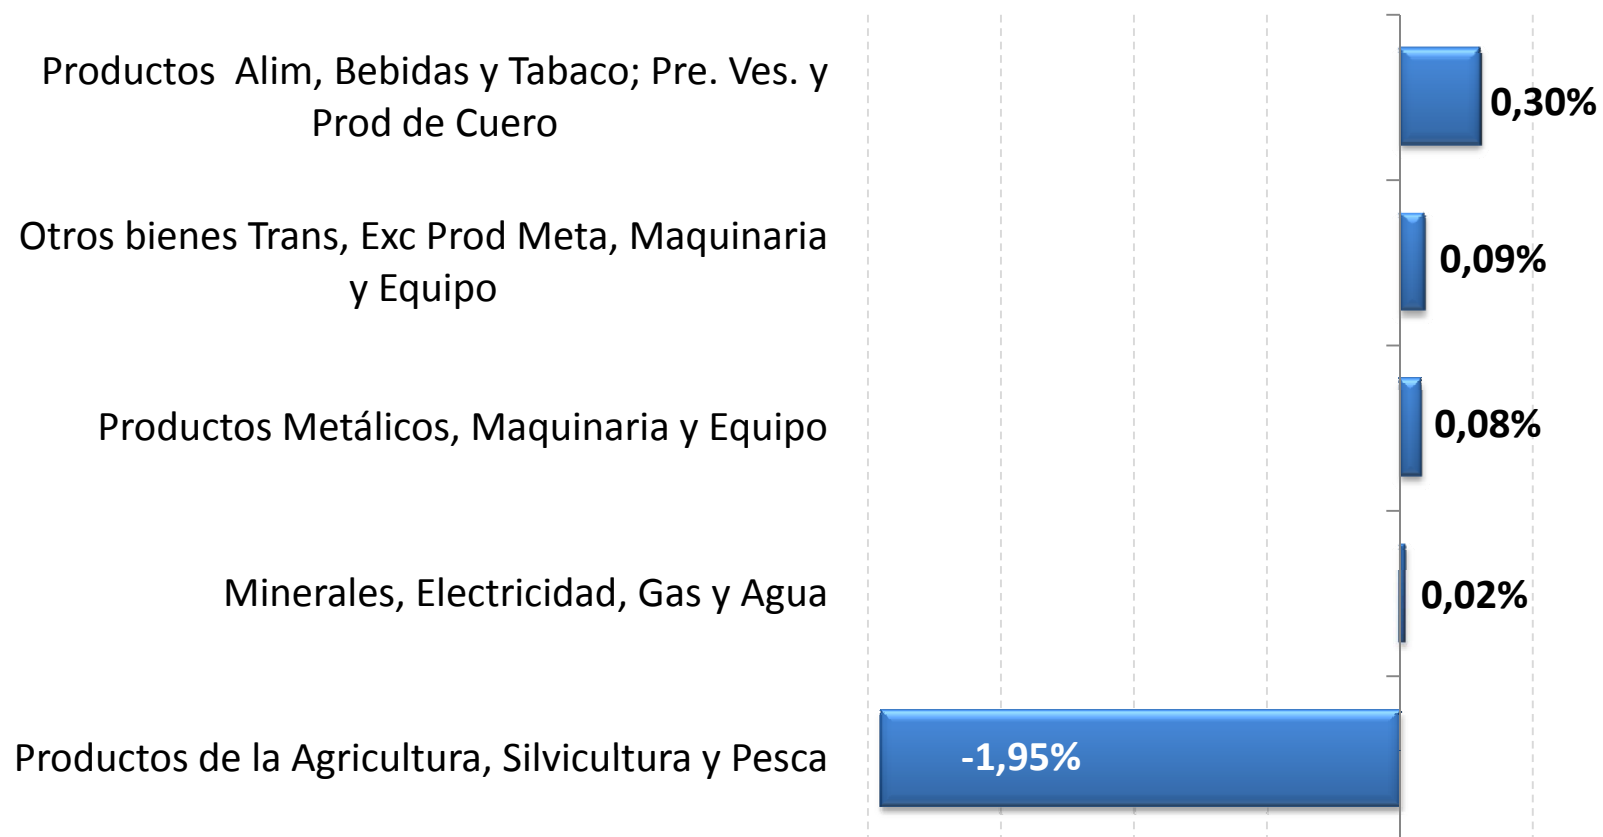 Productos  Alim, Bebidas y Tabaco; Pre. Ves. y
Prod de Cuero
0,30%
Otros bienes Trans, Exc Prod Meta, Maquinaria
y Equipo
0,09%
Productos Metálicos, Maquinaria y Equipo
0,08%
Minerales, Electricidad, Gas y Agua
0,02%
Productos de la Agricultura, Silvicultura y Pesca
-1,95%